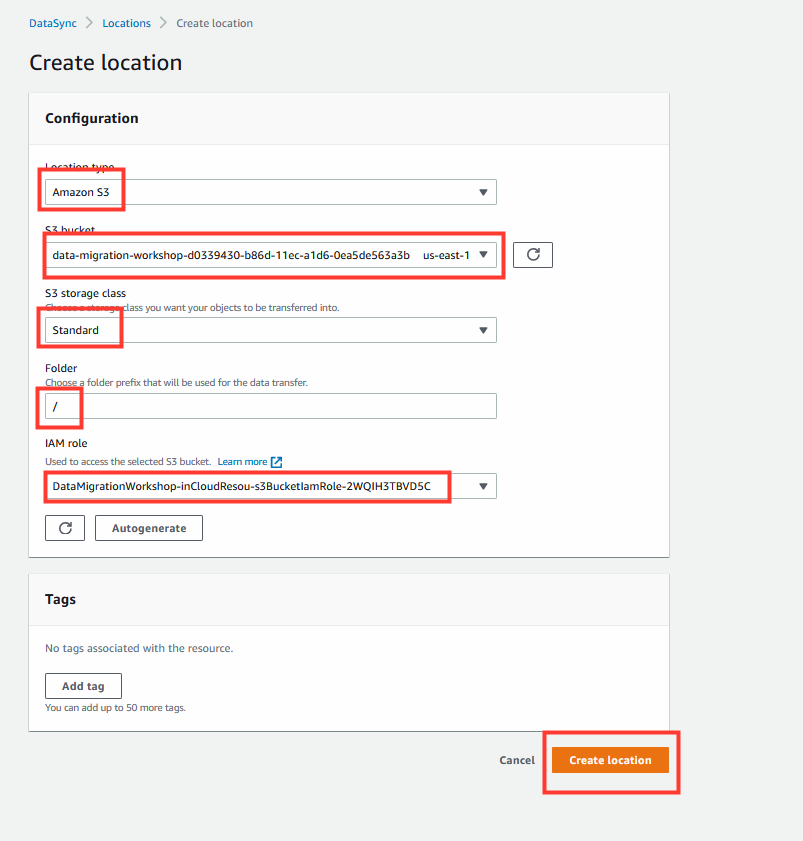 DataSync > Locations > Create location
Create location
Configuration
Location type
Amazon S3
S3 bucket
data-migration-workshop-d0339430-b86d-11ec-a1d6-0ea5de563a3b us-east-1
S3 storage class
Choose a storage class you want your objects to be transferred into.
Standard
Folder
Choose a folder prefix that will be used for the data transfer.
/
IAM role
Used to access the selected S3 bucket. Learn more
DataMigrationWorkshop-inCloudResou-s3BucketIamRole-2WQIH3TBVD5C
Autogenerate
Tags
No tags associated with the resource.
Add tag
You can add up to 50 more tags.
Cancel Create location